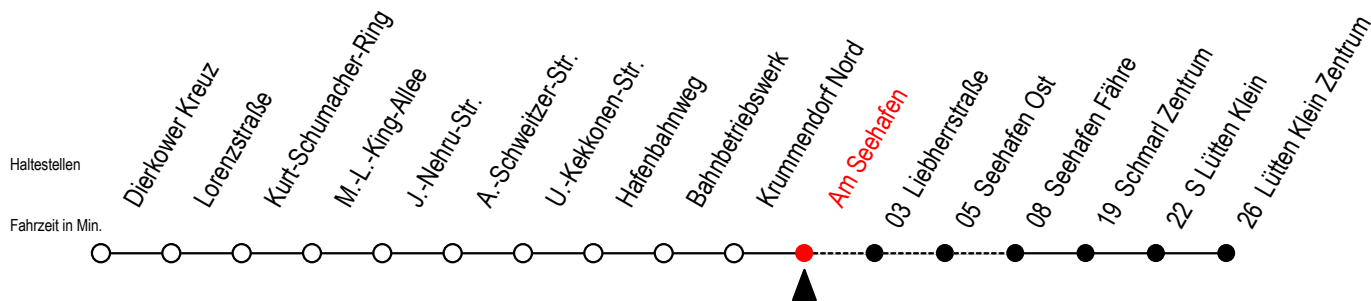 Haltestellen
Fahrzeit in Min.
Dierkower Kreuz
Lorenzstraße
Kurt-Schumacher-Ring
M.-L.-King-Allee
J.-Nehru-Str.
A.-Schweitzer-Str.
U.-Kekkonen-Str.
Hafenbahnweg
Bahnbetriebswerk
Krummendorf Nord
Am Seehafen
03 Liebherrstraße
05 Seehafen Ost
08 Seehafen Fähre
19 Schmarl Zentrum
22 S Lütten Klein
26 Lütten Klein Zentrum